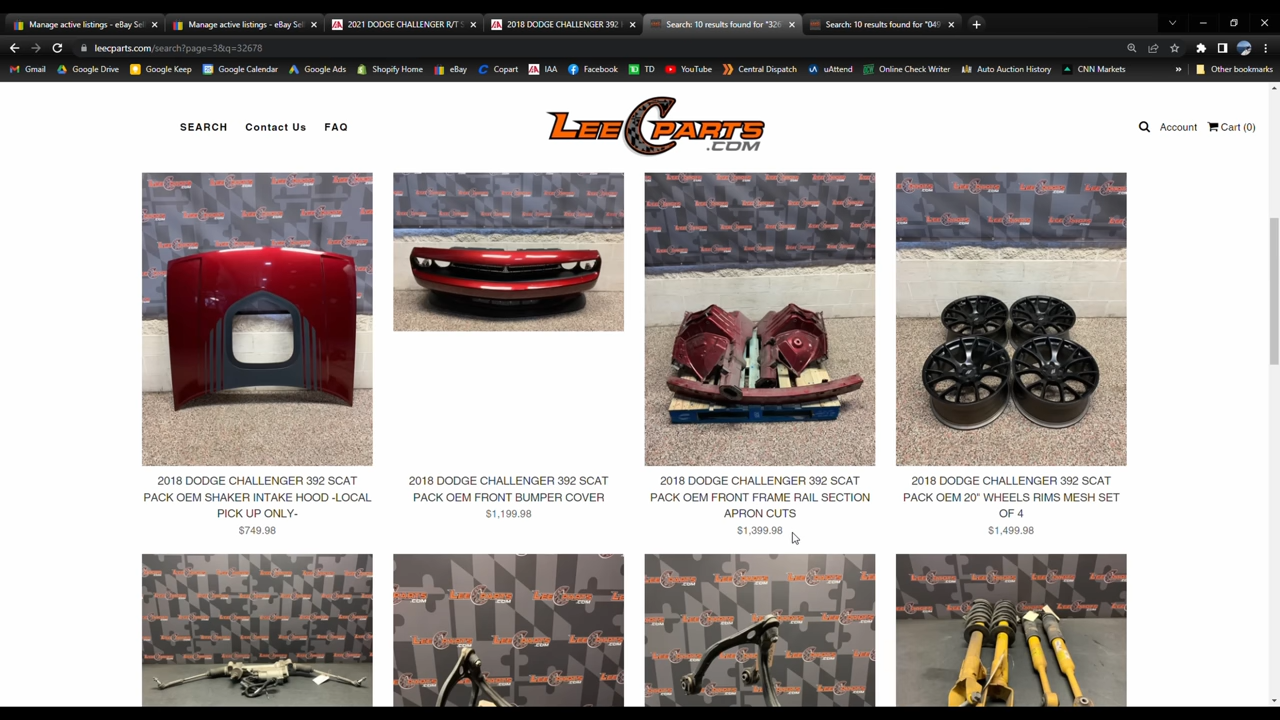 Manage active listings - eBay Sel
Manage active listings - eBay Sel
2021 DODGE CHALLENGER R/T S
2018 DODGE CHALLENGER 392
Search: 10 results found for "326
Search: 10 results found for "049
leecparts.com/search?page=3&q=32678
Gmail
Google Drive
Google Keep
Google Calendar
Google Ads
Shopify Home
eBay
Copart
IAA
Facebook
TD
YouTube
Central Dispatch
uAttend
Online Check Writer
Auto Auction History
CNN Markets
Other bookmarks
SEARCH
Contact Us
FAQ
LEE C PARTS
.COM
Account
Cart (0)
2018 DODGE CHALLENGER 392 SCAT
PACK OEM SHAKER INTAKE HOOD -LOCAL
PICK UP ONLY-
$749.98
2018 DODGE CHALLENGER 392 SCAT
PACK OEM FRONT BUMPER COVER
$1,199.98
2018 DODGE CHALLENGER 392 SCAT
PACK OEM FRONT FRAME RAIL SECTION
APRON CUTS
$1,399.98
2018 DODGE CHALLENGER 392 SCAT
PACK OEM 20" WHEELS RIMS MESH SET
OF 4
$1,499.98